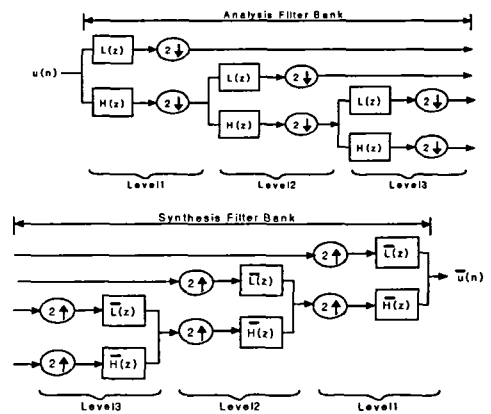 Analysis Filter Bank
L(z) 2↓
u(n)
L(z) 2↓
H(z) 2↓
L(z) 2↓
H(z) 2↓
H(z) 2↓
Level1 Level2 Level3
Synthesis Filter Bank
2↑ L̅(z)
2↑ L̅(z)
u̅(n)
2↑ L̅(z)
2↑ H̅(z)
2↑ H̅(z)
2↑ H̅(z)
Level3 Level2 Level1